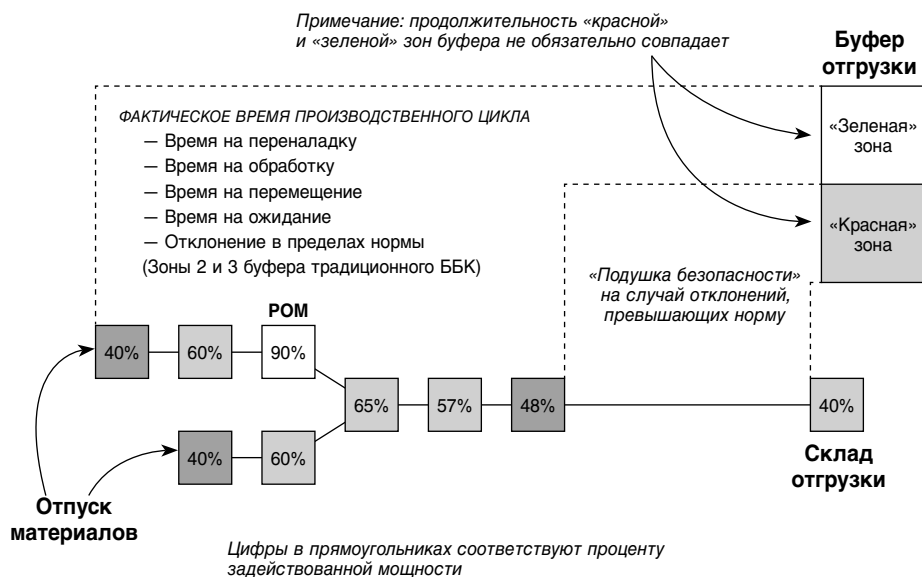 Примечание: продолжительность «красной»
и «зеленой» зон буфера не обязательно совпадает
Буфер
отгрузки
ФАКТИЧЕСКОЕ ВРЕМЯ ПРОИЗВОДСТВЕННОГО ЦИКЛА
— Время на переналадку
— Время на обработку
— Время на перемещение
— Время на ожидание
— Отклонение в пределах нормы
(Зоны 2 и 3 буфера традиционного ББК)
«Зеленая»
зона
«Красная»
зона
«Подушка безопасности»
на случай отклонений,
превышающих норму
РОМ
40%
60%
90%
65%
57%
48%
40%
40%
60%
Склад
отгрузки
Отпуск
материалов
Цифры в прямоугольниках соответствуют проценту
задействованной мощности